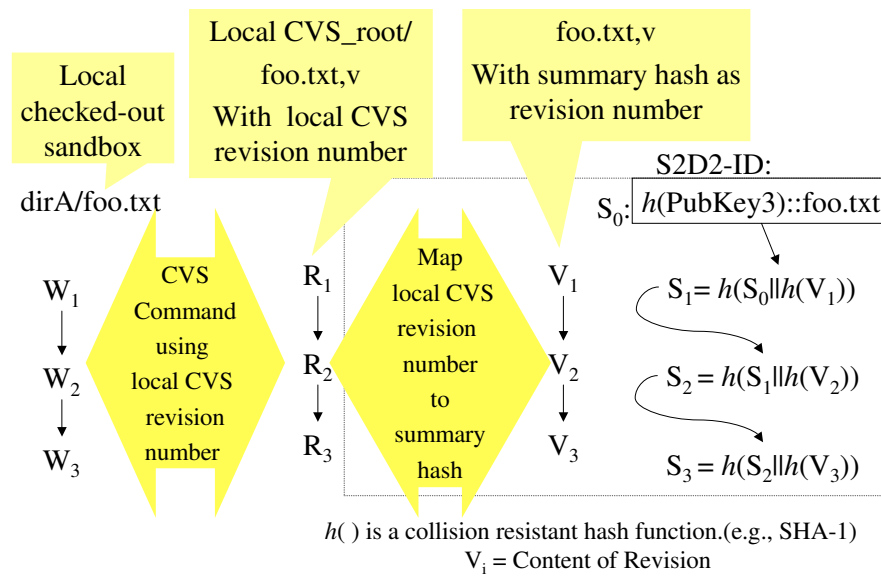 Local
checked-out
sandbox
Local CVS_root/
foo.txt,v
With local CVS
revision number
foo.txt,v
With summary hash as
revision number
dirA/foo.txt
S2D2-ID:
S₀: h(PubKey3)::foo.txt
W₁
W₂
W₃
CVS
Command
using
local CVS
revision
number
R₁
R₂
R₃
Map
local CVS
revision
number
to
summary
hash
V₁
V₂
V₃
S₁= h(S₀||h(V₁))
S₂ = h(S₁||h(V₂))
S₃ = h(S₂||h(V₃))
h( ) is a collision resistant hash function.(e.g., SHA-1)
Vᵢ = Content of Revision